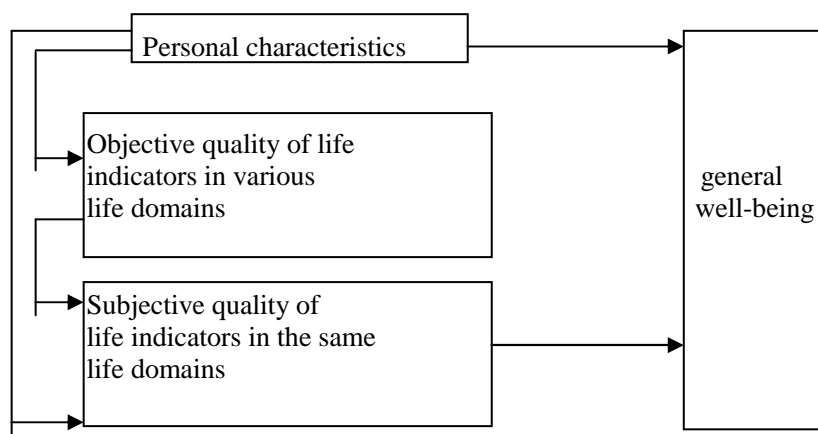 Personal characteristics
Objective quality of life
indicators in various
life domains
general
well-being
Subjective quality of
life indicators in the same
life domains